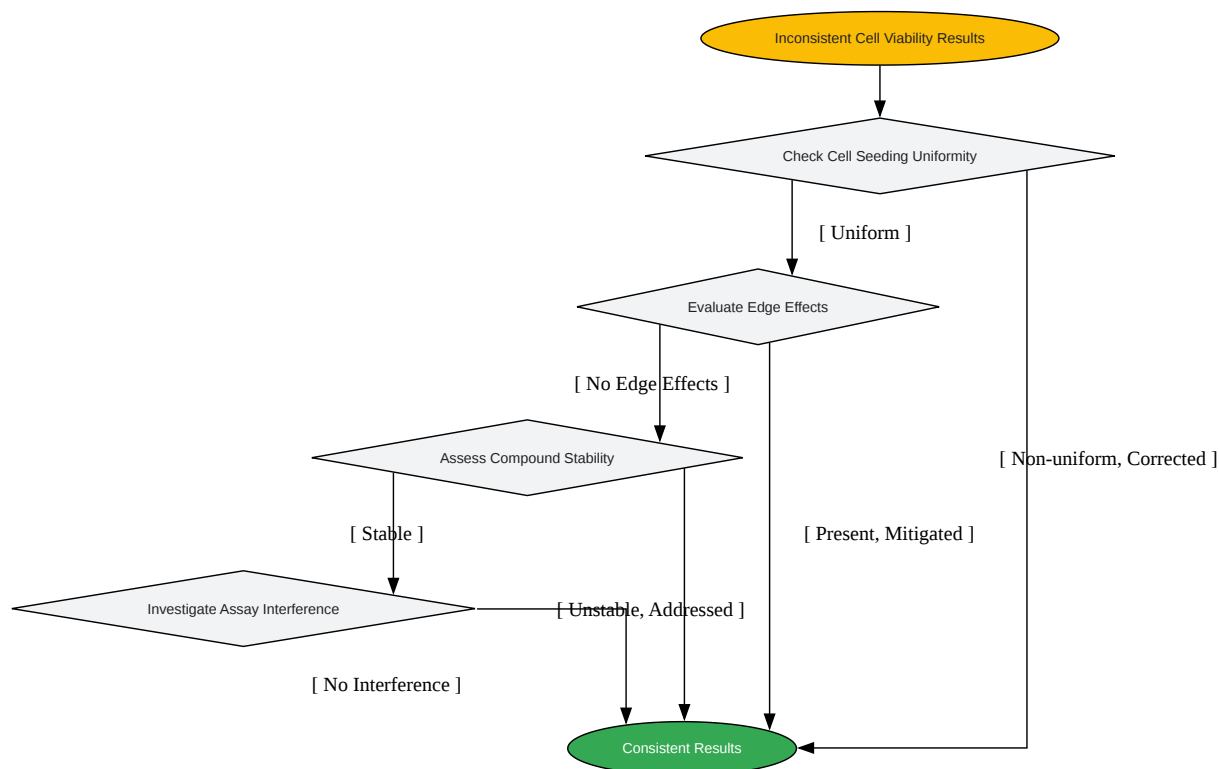 Inconsistent Cell Viability Results
Check Cell Seeding Uniformity
[ Uniform ]
Evaluate Edge Effects
[ No Edge Effects ]
Assess Compound Stability
[ Non-uniform, Corrected ]
[ Stable ]
[ Present, Mitigated ]
Investigate Assay Interference
[ Unstable, Addressed ]
[ No Interference ]
Consistent Results